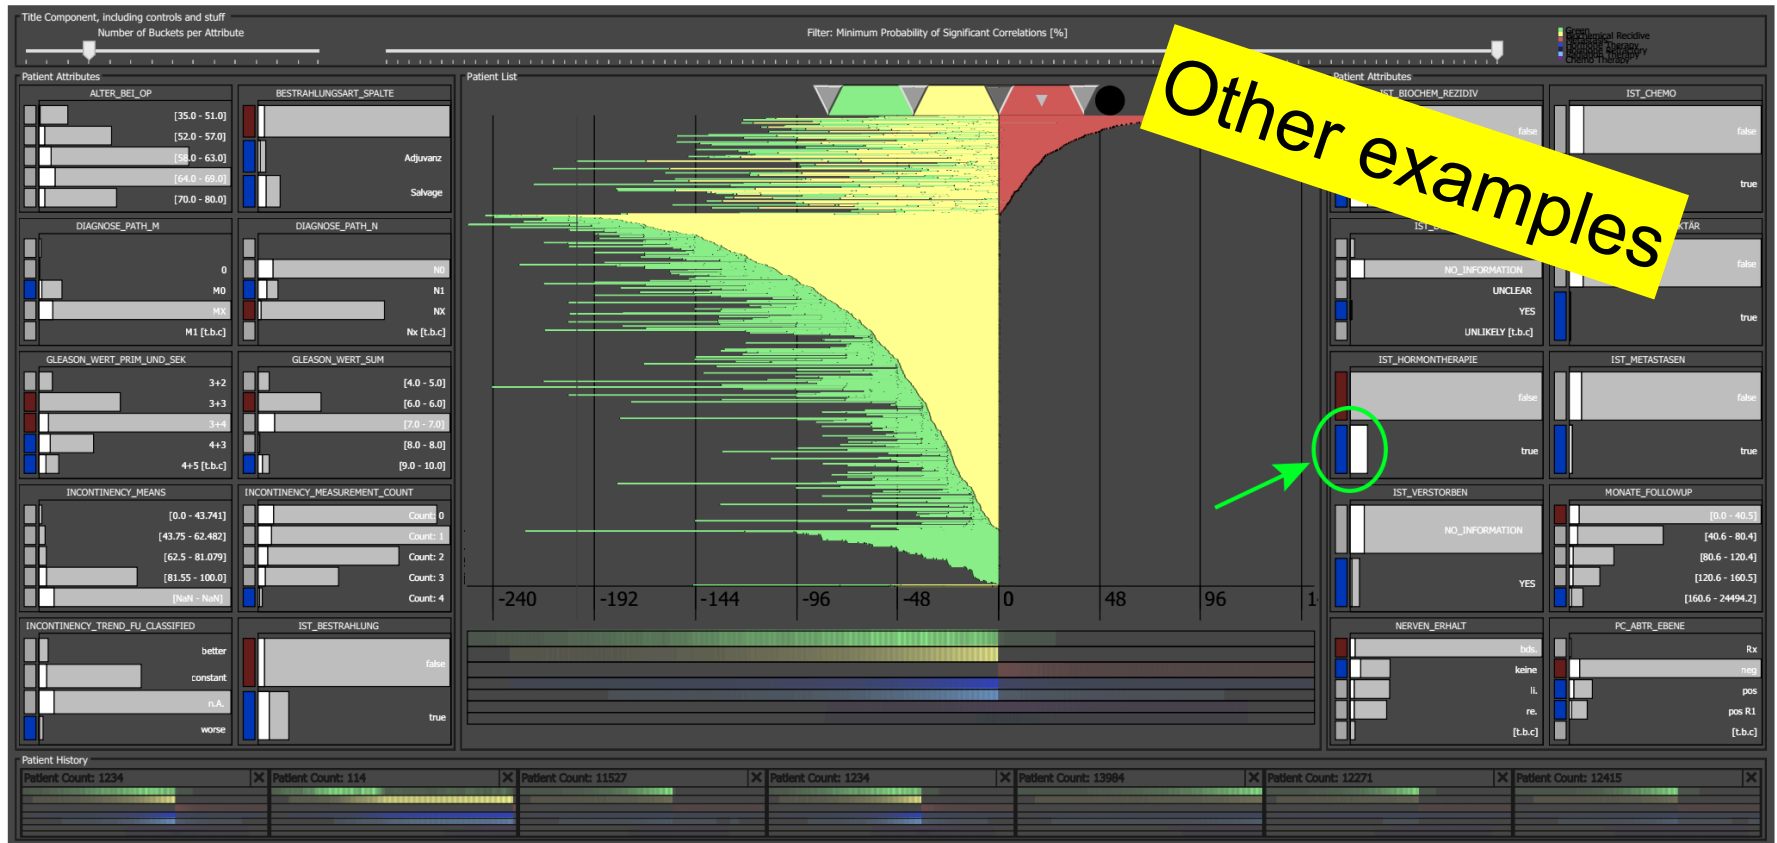 Title Component, including controls and stuff
Number of Buckets per Attribute
Filter: Minimum Probability of Significant Correlations [%]
Biochemical Recidive
Chemo Therapy
Other examples
Patient Attributes
ALTER_BEI_OP
[35.0 - 51.0]
[52.0 - 57.0]
[58.0 - 63.0]
[64.0 - 69.0]
[70.0 - 80.0]
BESTRAHLUNGSART_SPALTE
Adjuvanz
Salvage
DIAGNOSE_PATH_M
0
M0
MX
M1 [t.b.c]
DIAGNOSE_PATH_N
N0
N1
NX
Nx [t.b.c]
GLEASON_WERT_PRIM_UND_SEK
3+2
3+3
3+4
4+3
4+5 [t.b.c]
GLEASON_WERT_SUM
[4.0 - 5.0]
[6.0 - 6.0]
[7.0 - 7.0]
[8.0 - 8.0]
[9.0 - 10.0]
INCONTINENCY_MEANS
[0.0 - 43.741]
[43.75 - 62.482]
[62.5 - 81.079]
[81.55 - 100.0]
[NaN - NaN]
INCONTINENCY_MEASUREMENT_COUNT
Count: 0
Count: 1
Count: 2
Count: 3
Count: 4
INCONTINENCY_TREND_FU_CLASSIFIED
better
constant
n.A.
worse
IST_BESTRAHLUNG
false
true
Patient List
-240 -192 -144 -96 -48 0 48 96
Patient Attributes
IST_BIOCHEM_REZIDIV
false
IST_CHEMO
false
true
NO_INFORMATION
UNCLEAR
YES
UNLIKELY [t.b.c]
false
true
IST_HORMONTHERAPIE
false
true
IST_METASTASEN
false
true
IST_VERSTORBEN
NO_INFORMATION
YES
MONATE_FOLLOWUP
[0.0 - 40.5]
[40.6 - 80.4]
[80.6 - 120.4]
[120.6 - 160.5]
[160.6 - 24494.2]
NERVEN_ERHALT
bds.
keine
li.
re.
[t.b.c]
PC_ABTR_EBENE
Rx
neg
pos
pos R1
[t.b.c]
Patient History
Patient Count: 1234
Patient Count: 114
Patient Count: 11527
Patient Count: 1234
Patient Count: 13984
Patient Count: 12271
Patient Count: 12415